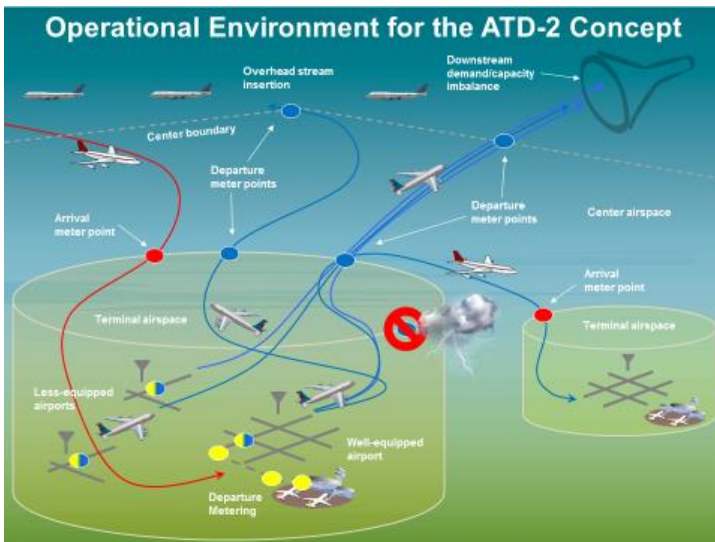 Operational Environment for the ATD-2 Concept
Overhead stream
insertion
Downstream
demand/capacity
imbalance
Center boundary
Departure
meter points
Arrival
meter point
Departure
meter points
Center airspace
Arrival
meter point
Terminal airspace
Terminal airspace
Less-equipped
airports
Well-equipped
airport
Departure
Metering